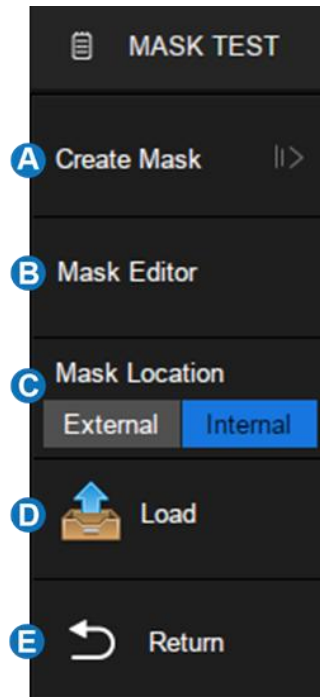 MASK TEST
A Create Mask
B Mask Editor
C Mask Location
External Internal
D Load
E Return